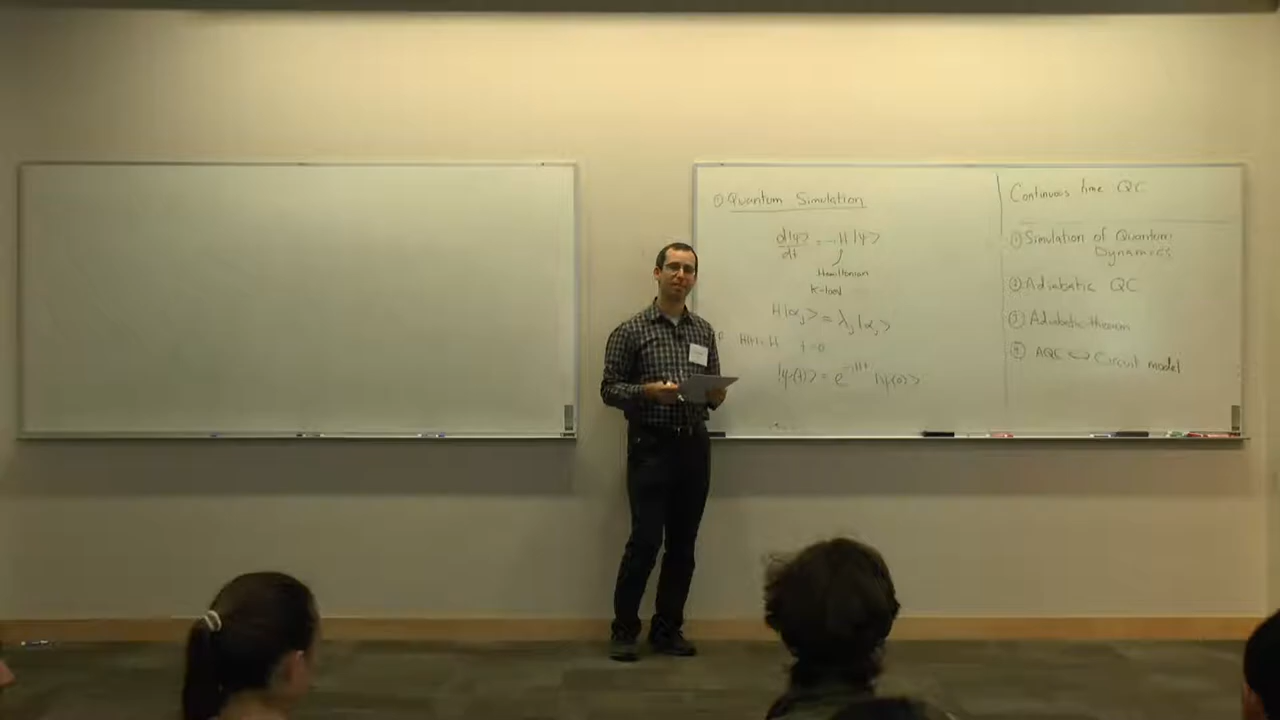 ① Quantum Simulation
d|ψ>/dt = -iH|ψ>
Hamiltonian
K-local
H|α_j> = λ_j|α_j>
H(t)=H t=0
|ψ(t)> = e^{-iHt} |ψ(0)>
Continuous time QC
① Simulation of Quantum
Dynamics
② Adiabatic QC
③ Adiabatic theorem
④ AQC <-> Circuit model